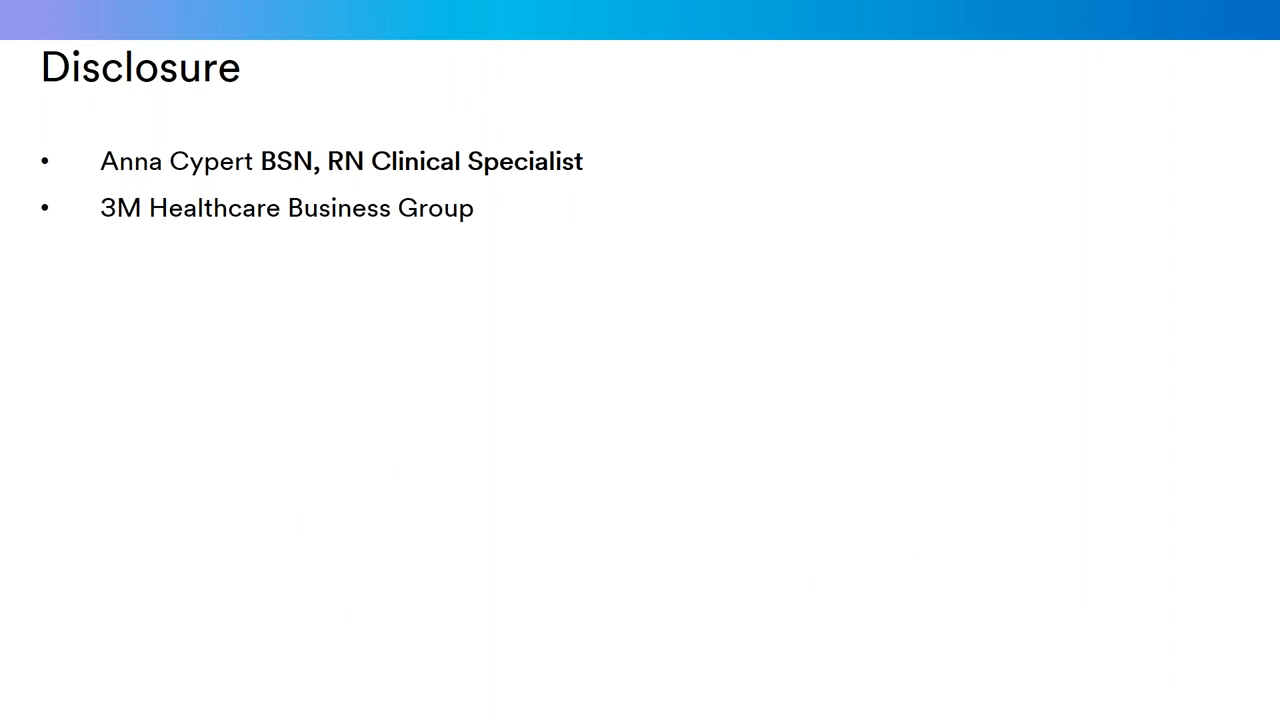 Disclosure
• Anna Cypert BSN, RN Clinical Specialist
• 3M Healthcare Business Group